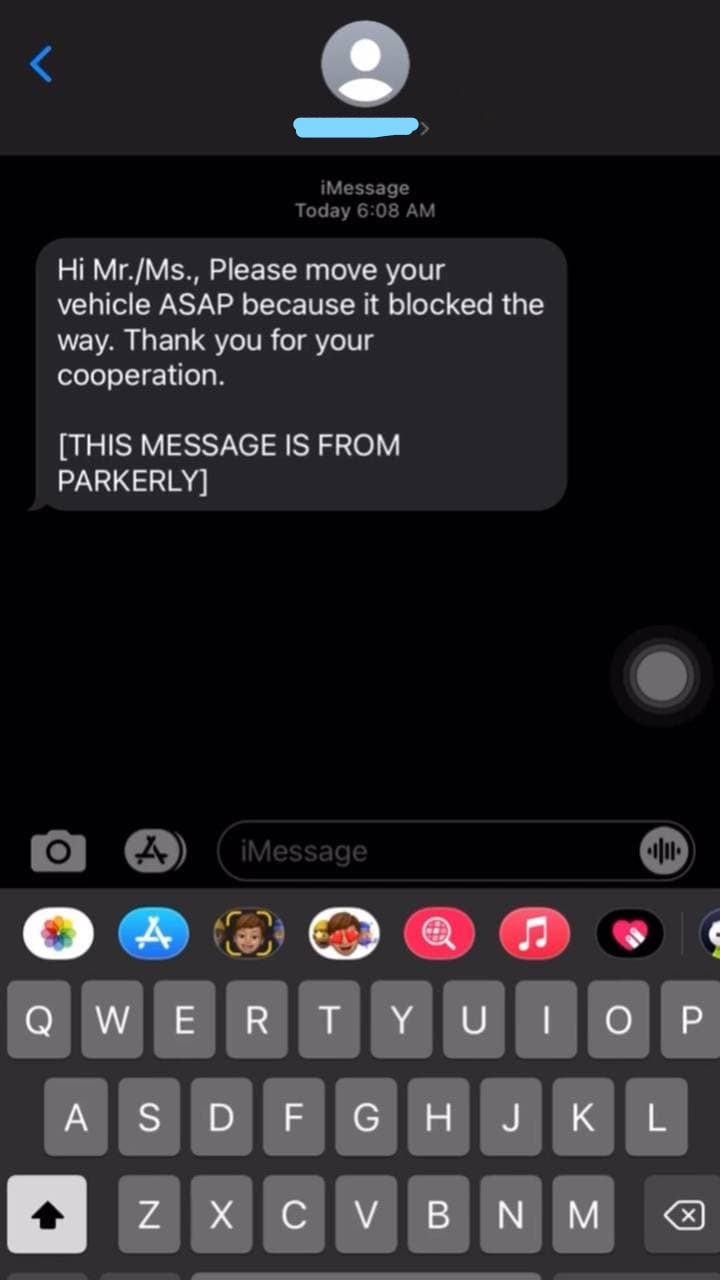 iMessage
Today 6:08 AM
Hi Mr./Ms., Please move your
vehicle ASAP because it blocked the
way. Thank you for your
cooperation.
[THIS MESSAGE IS FROM
PARKERLY]
iMessage
Q W E R T Y U I O P
A S D F G H J K L
Z X C V B N M